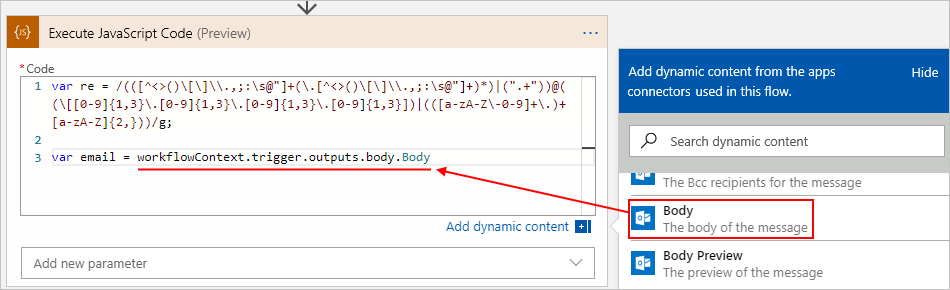 {JS}
Execute JavaScript Code (Preview)
...
*Code
1 var re = /(([^<>()\[\]\\.,;:\s@"]+(\.[^<>()\[\]\\.,;:\s@"]+)*)|(".+"))@(
(\[[0-9]{1,3}\.[0-9]{1,3}\.[0-9]{1,3}\.[0-9]{1,3}])|(([a-zA-Z\-0-9]+\.)+
[a-zA-Z]{2,}))/g;
2
3 var email = workflowContext.trigger.outputs.body.Body
Add dynamic content
Add new parameter
Add dynamic content from the apps
connectors used in this flow.
Hide
Search dynamic content
The Bcc recipients for the message
Body
The body of the message
Body Preview
The preview of the message